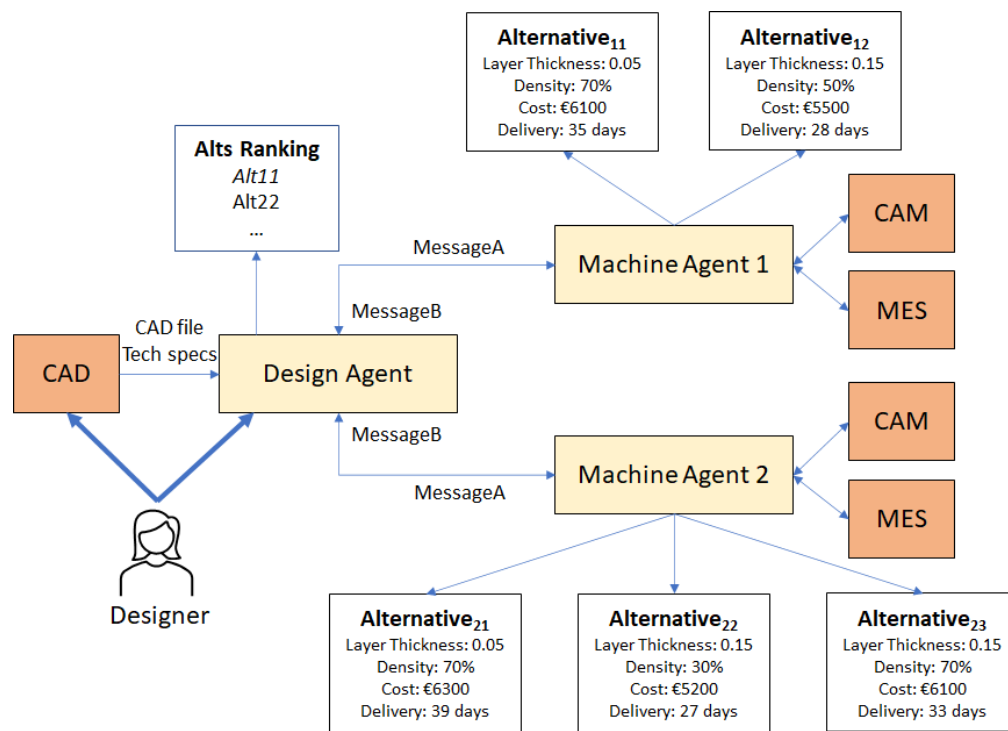 Alternative₁₁
Layer Thickness: 0.05
Density: 70%
Cost: €6100
Delivery: 35 days
Alternative₁₂
Layer Thickness: 0.15
Density: 50%
Cost: €5500
Delivery: 28 days
Alts Ranking
Alt11
Alt22
...
MessageA
MessageB
Machine Agent 1
CAM
MES
CAD file
Tech specs
CAD
Design Agent
MessageB
MessageA
Machine Agent 2
CAM
MES
Designer
Alternative₂₁
Layer Thickness: 0.05
Density: 70%
Cost: €6300
Delivery: 39 days
Alternative₂₂
Layer Thickness: 0.15
Density: 30%
Cost: €5200
Delivery: 27 days
Alternative₂₃
Layer Thickness: 0.15
Density: 70%
Cost: €6100
Delivery: 33 days